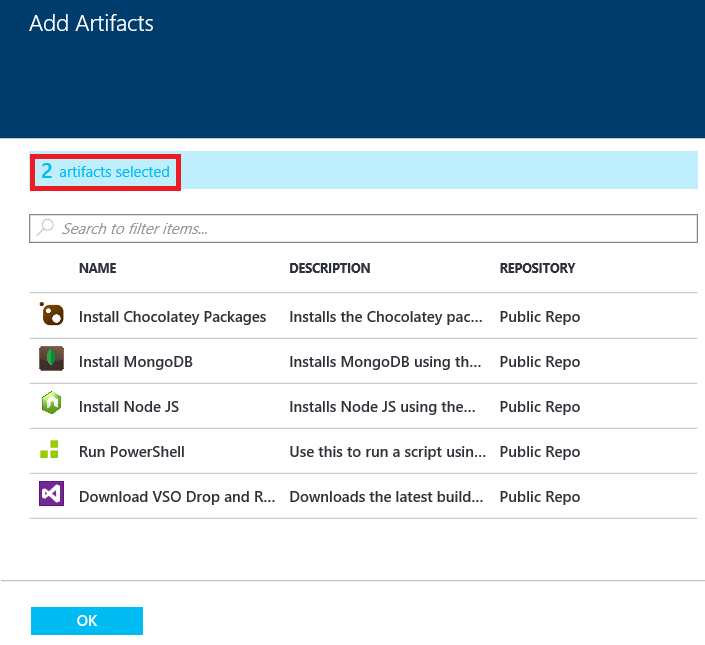 Add Artifacts
2 artifacts selected
Search to filter items...
NAME DESCRIPTION REPOSITORY
Install Chocolatey Packages Installs the Chocolatey pac... Public Repo
Install MongoDB Installs MongoDB using th... Public Repo
Install Node JS Installs Node JS using the... Public Repo
Run PowerShell Use this to run a script usin... Public Repo
Download VSO Drop and R... Downloads the latest build... Public Repo
OK